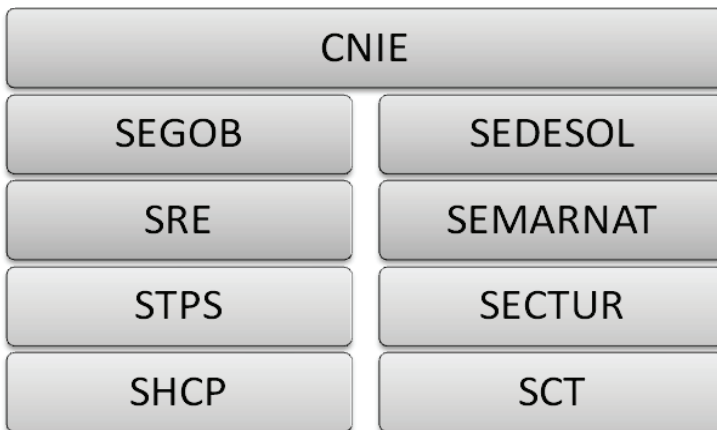 CNIE
SEGOB SEDESOL
SRE SEMARNAT
STPS SECTUR
SHCP SCT